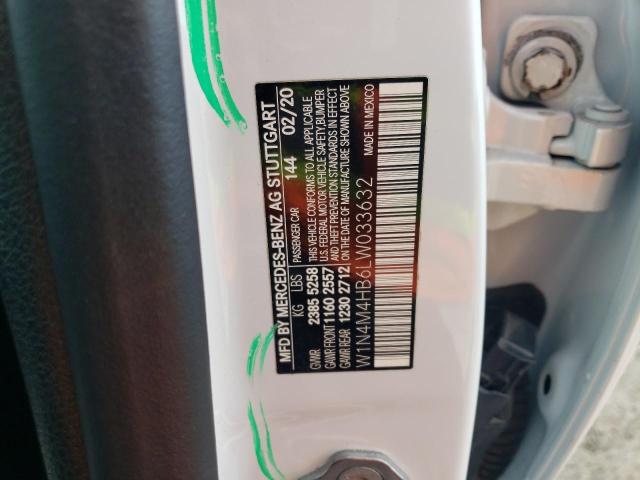 MFD BY MERCEDES-BENZ AG STUTTGART
KG LBS PASSENGER CAR 144 02/20
GAWR 2385 5258 THIS VEHICLE CONFORMS TO ALL APPLICABLE
GAWR FRONT 1160 2557 U.S. FEDERAL MOTOR VEHICLE SAFETY, BUMPER
AND THEFT PREVENTION STANDARDS IN EFFECT
GAWR REAR 1230 2712 ON THE DATE OF MANUFACTURE SHOWN ABOVE
W1N4M4HB6LW033632 MADE IN MEXICO